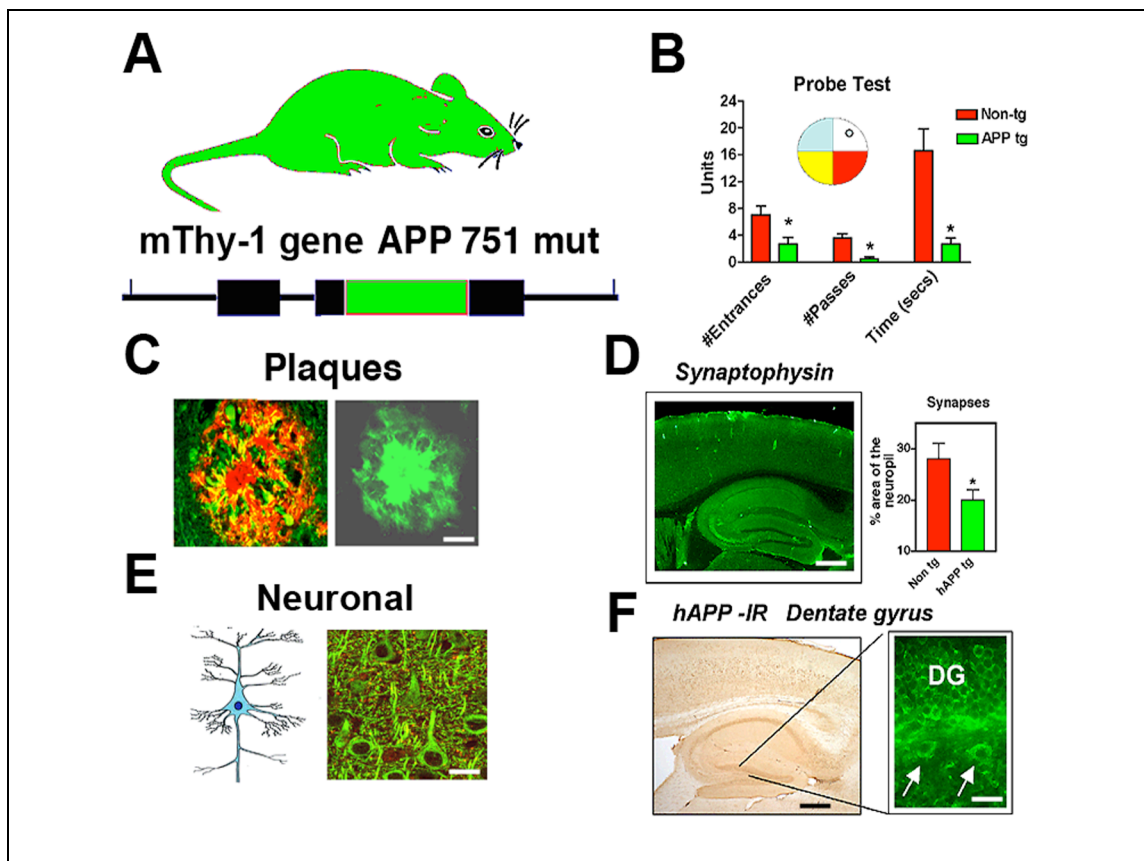 A
mThy-1 gene APP 751 mut
B
Probe Test
Non-tg
APP tg
Units
24
20
16
12
8
4
0
*
*
*
#Entrances
#Passes
Time (secs)
C
Plaques
D
Synaptophysin
Synapses
% area of the
neuropil
30
20
10
*
Non tg
hAPP tg
E
Neuronal
F
hAPP -IR Dentate gyrus
DG